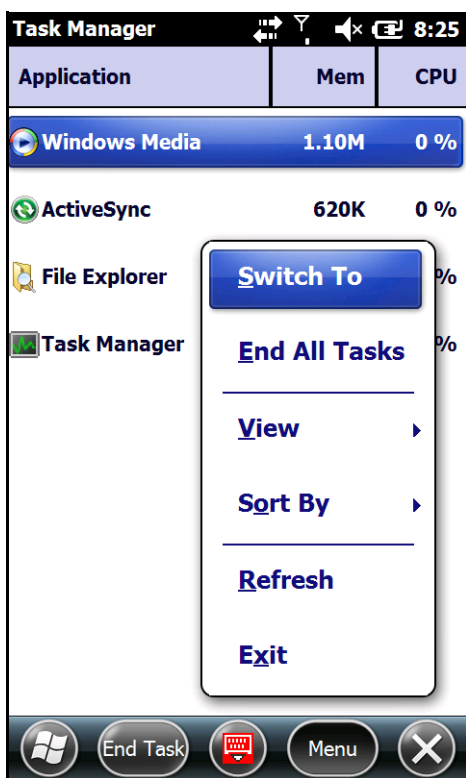 Task Manager 8:25
Application Mem CPU
Windows Media 1.10M 0 %
ActiveSync 620K 0 %
File Explorer %
Task Manager %
Switch To
End All Tasks
View
Sort By
Refresh
Exit
End Task Menu